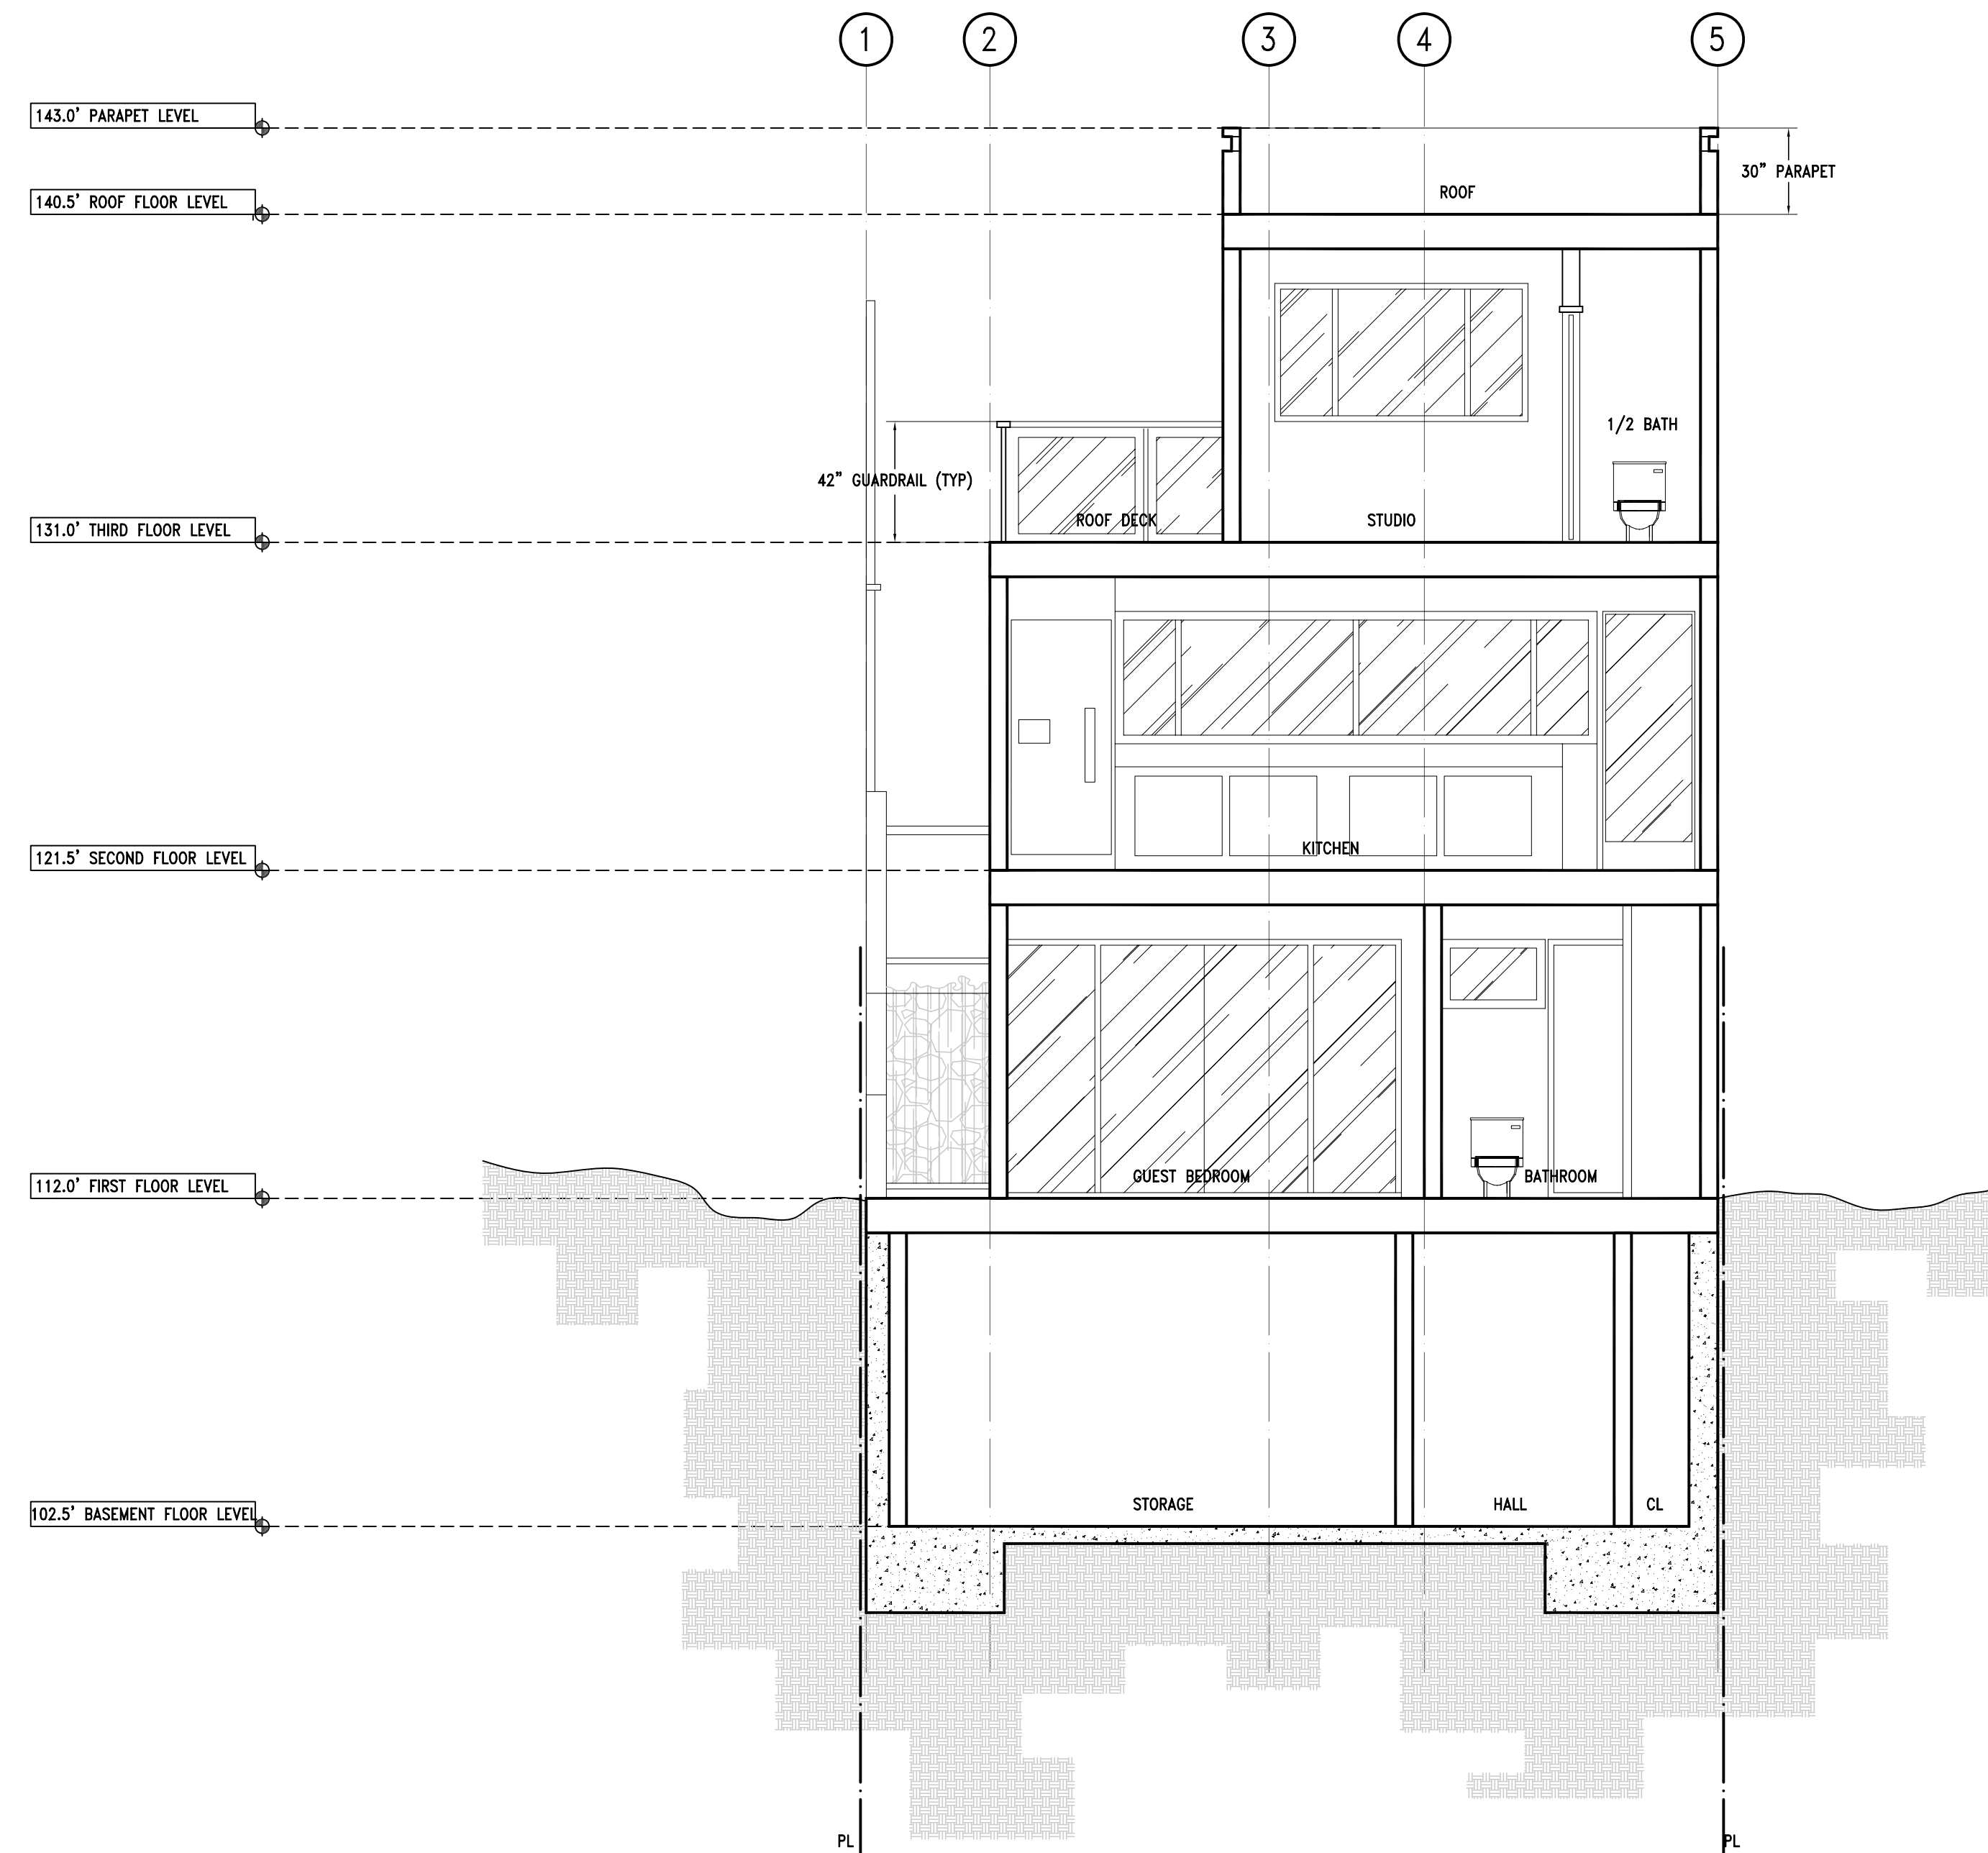 1 2 3 4 5
143.0' PARAPET LEVEL
30" PARAPET
140.5' ROOF FLOOR LEVEL
ROOF
1/2 BATH
42" GUARDRAIL (TYP)
ROOF DECK
STUDIO
131.0' THIRD FLOOR LEVEL
KITCHEN
121.5' SECOND FLOOR LEVEL
GUEST BEDROOM
BATHROOM
112.0' FIRST FLOOR LEVEL
STORAGE
HALL
CL
102.5' BASEMENT FLOOR LEVEL
PL
PL